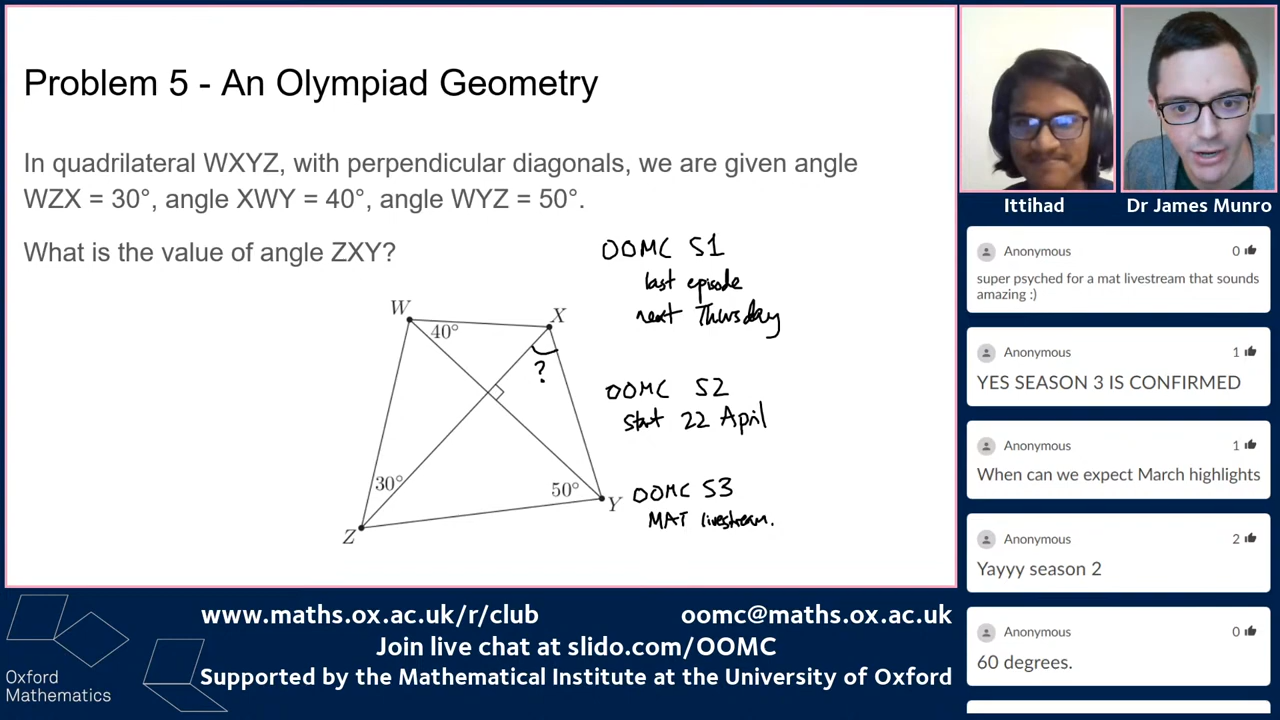 Problem 5 - An Olympiad Geometry
In quadrilateral WXYZ, with perpendicular diagonals, we are given angle
WZX = 30°, angle XWY = 40°, angle WYZ = 50°.
What is the value of angle ZXY?
OOMC S1
last episode
next Thursday
OOMC S2
start 22 April
OOMC S3
MAT livestream.
W
X
40°
?
30°
50°
Y
Z
Ittihad
Dr James Munro
Anonymous
0
super psyched for a mat livestream that sounds
amazing :)
Anonymous
1
YES SEASON 3 IS CONFIRMED
Anonymous
1
When can we expect March highlights
Anonymous
2
Yayyy season 2
Anonymous
0
60 degrees.
Oxford
Mathematics
www.maths.ox.ac.uk/r/club
oomc@maths.ox.ac.uk
Join live chat at slido.com/OOMC
Supported by the Mathematical Institute at the University of Oxford